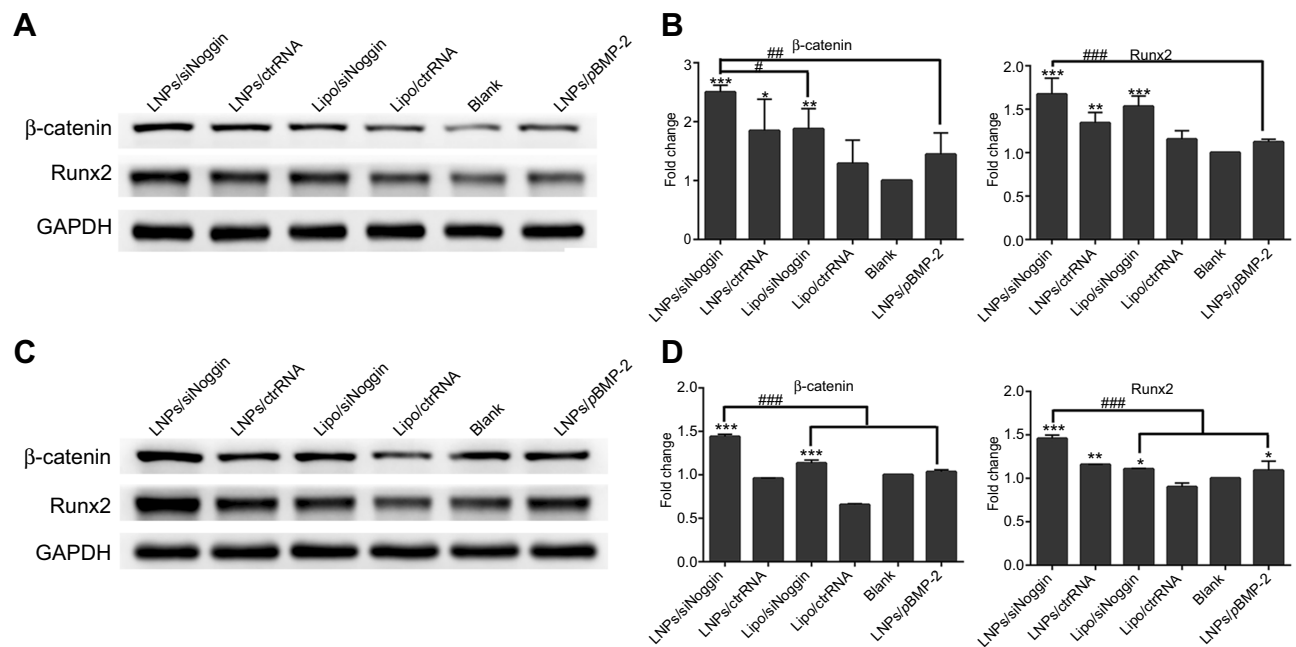 A
LNPs/siNoggin
LNPs/ctrRNA
Lipo/siNoggin
Lipo/ctrRNA
Blank
LNPs/pBMP-2
β-catenin
Runx2
GAPDH
B
β-catenin
##
#
Fold change
3
2
1
0
***
*
**
LNPs/siNoggin
LNPs/ctrRNA
Lipo/siNoggin
Lipo/ctrRNA
Blank
LNPs/pBMP-2
Runx2
###
Fold change
2.0
1.5
1.0
0.5
0.0
***
**
***
LNPs/siNoggin
LNPs/ctrRNA
Lipo/siNoggin
Lipo/ctrRNA
Blank
LNPs/pBMP-2
C
LNPs/siNoggin
LNPs/ctrRNA
Lipo/siNoggin
Lipo/ctrRNA
Blank
LNPs/pBMP-2
β-catenin
Runx2
GAPDH
D
β-catenin
###
Fold change
2.0
1.5
1.0
0.5
0.0
***
***
LNPs/siNoggin
LNPs/ctrRNA
Lipo/siNoggin
Lipo/ctrRNA
Blank
LNPs/pBMP-2
Runx2
###
Fold change
2.0
1.5
1.0
0.5
0.0
***
**
*
*
LNPs/siNoggin
LNPs/ctrRNA
Lipo/siNoggin
Lipo/ctrRNA
Blank
LNPs/pBMP-2